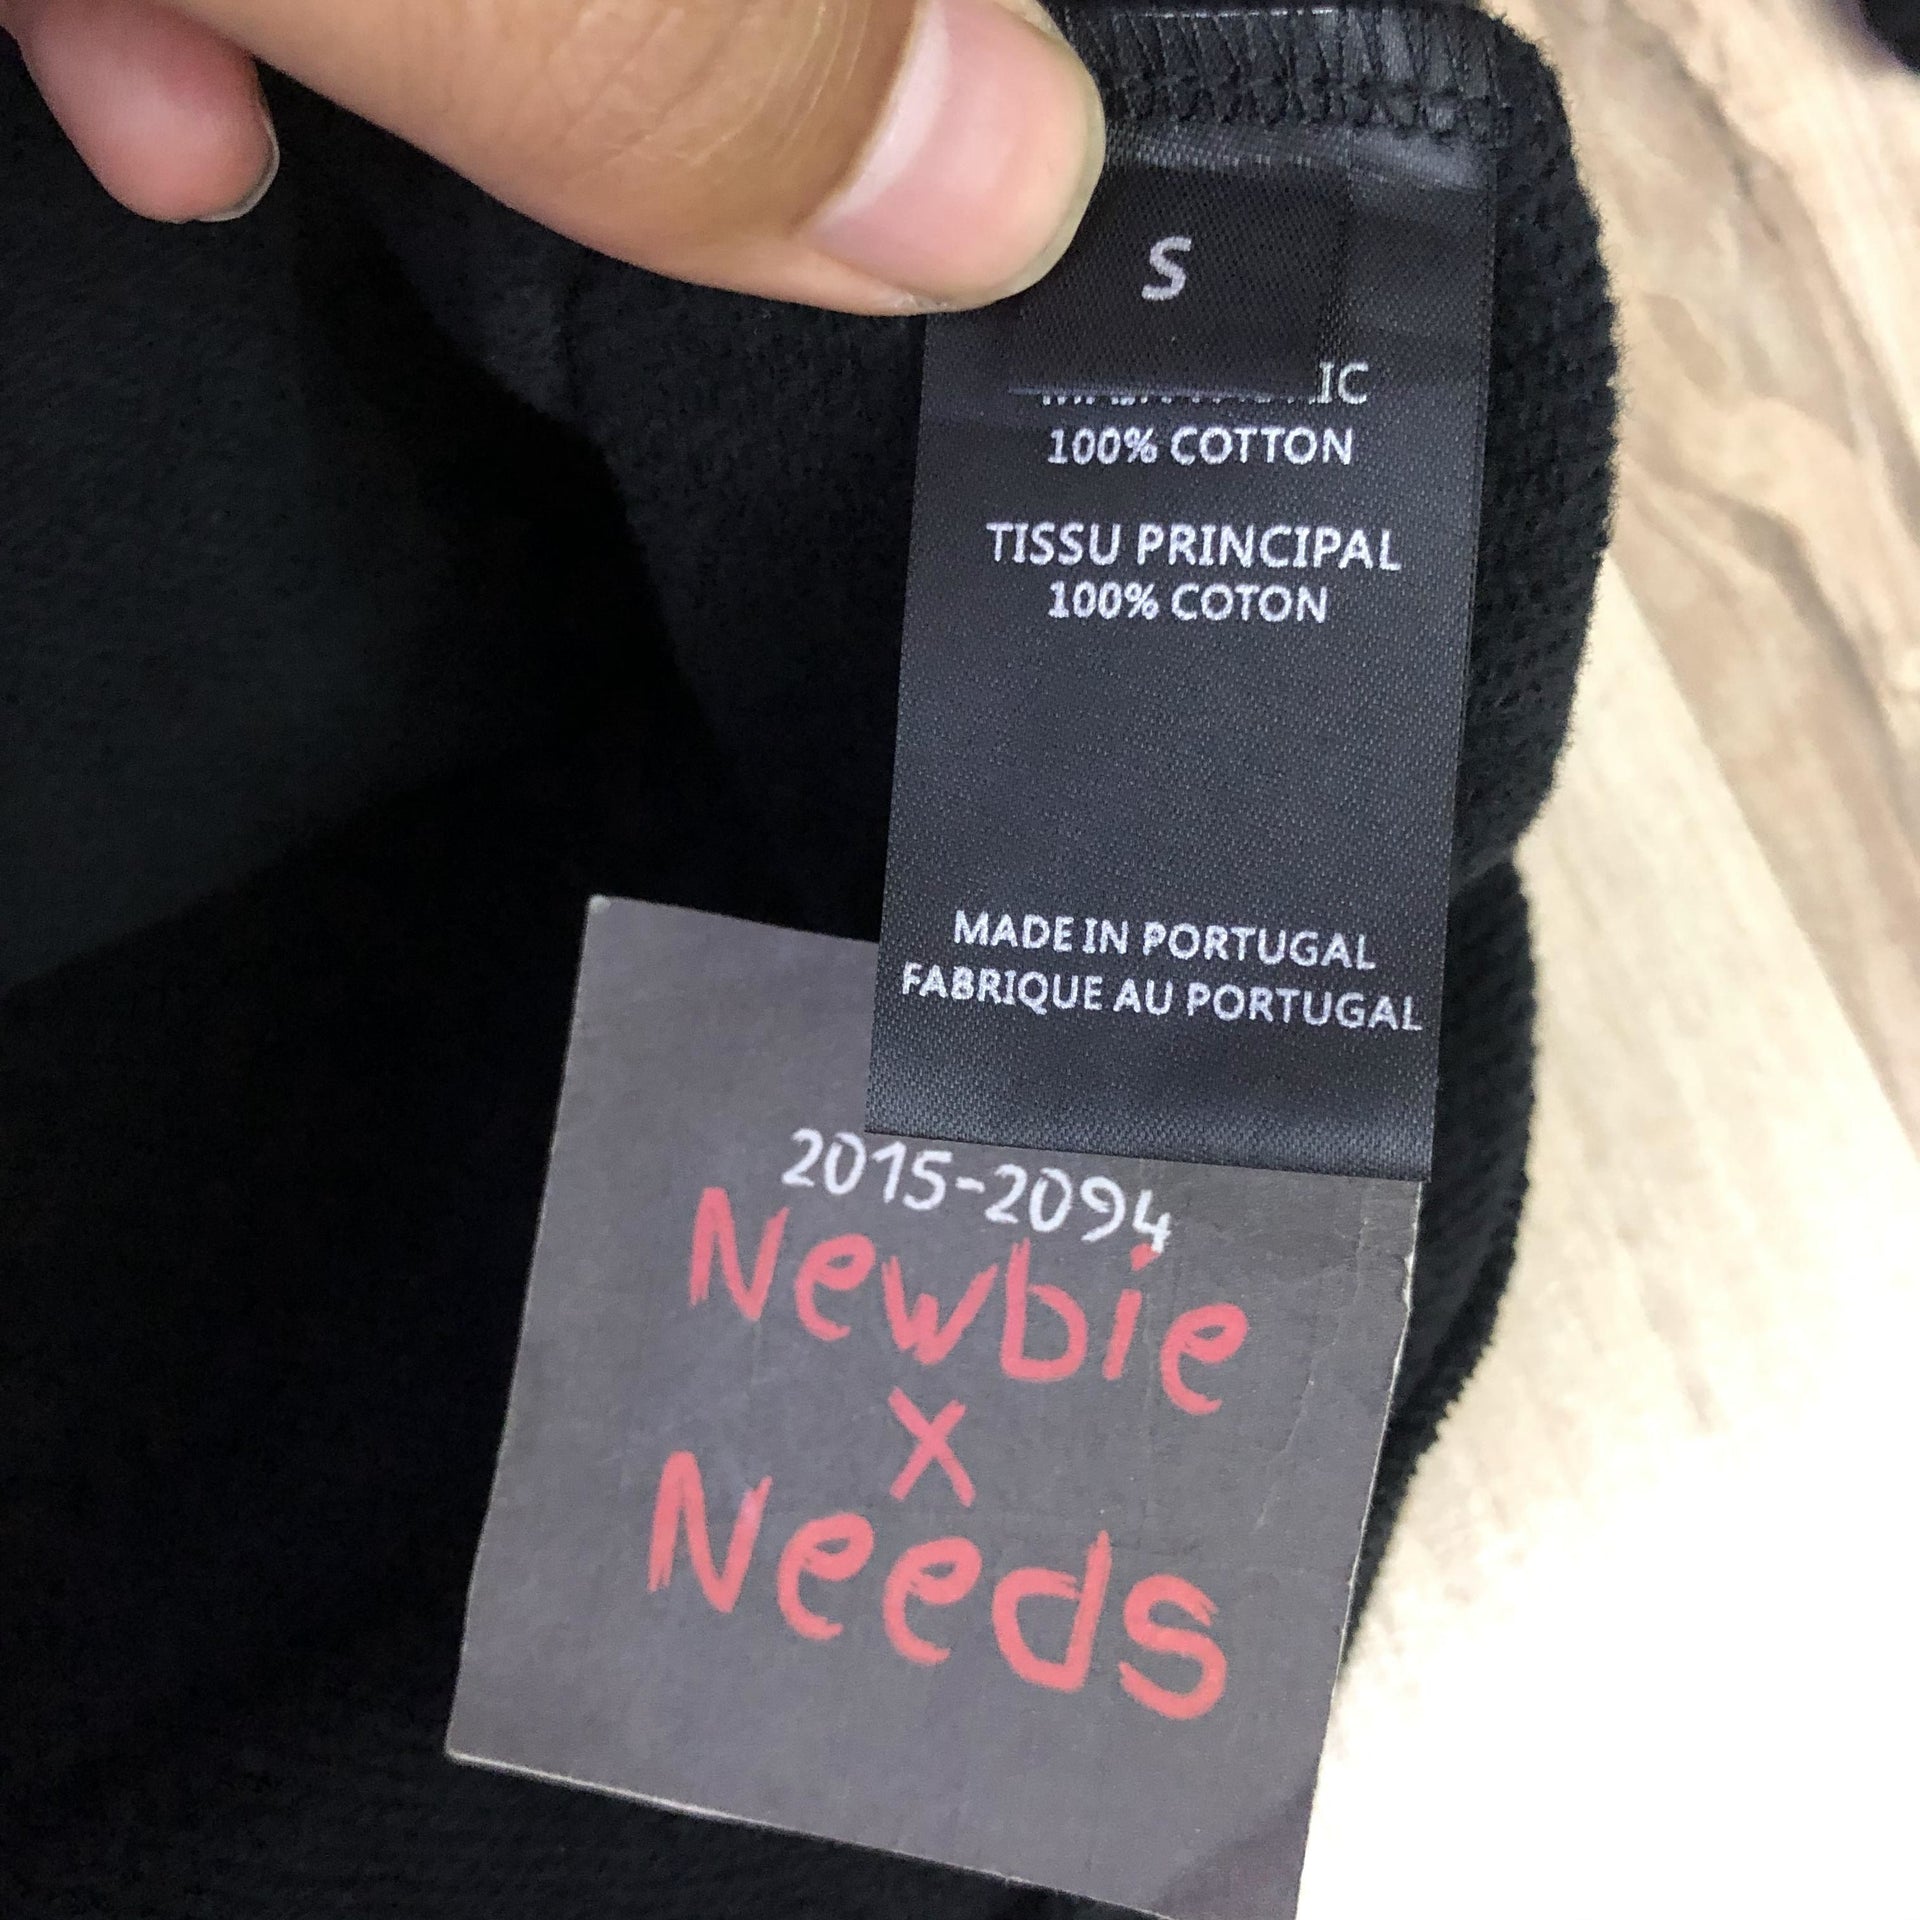 S
100% COTTON
TISSU PRINCIPAL
100% COTON
MADE IN PORTUGAL
FABRIQUE AU PORTUGAL
2015-2094
Newbie
x
Needs